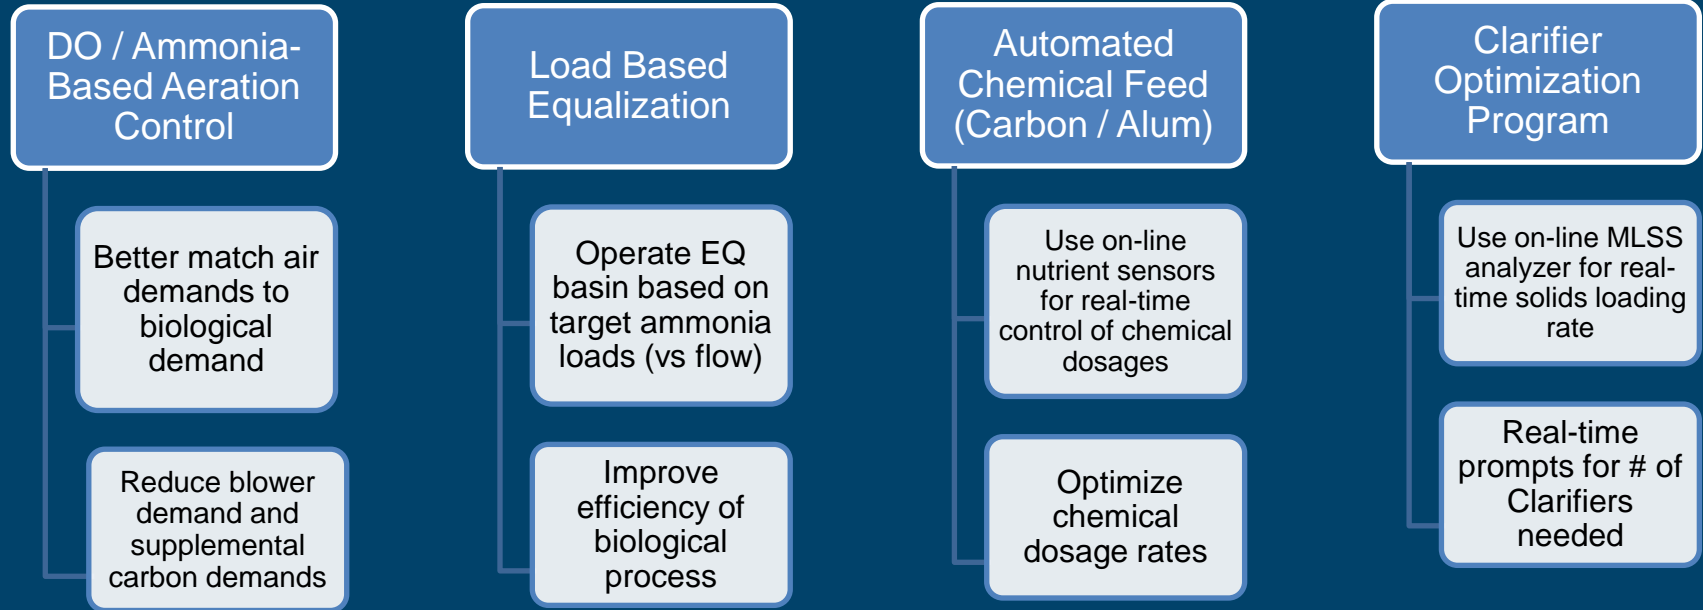 DO / Ammonia-
Based Aeration
Control
Better match air
demands to
biological
demand
Reduce blower
demand and
supplemental
carbon demands
Load Based
Equalization
Operate EQ
basin based on
target ammonia
loads (vs flow)
Improve
efficiency of
biological
process
Automated
Chemical Feed
(Carbon / Alum)
Use on-line
nutrient sensors
for real-time
control of chemical
dosages
Optimize
chemical
dosage rates
Clarifier
Optimization
Program
Use on-line MLSS
analyzer for real-
time solids loading
rate
Real-time
prompts for # of
Clarifiers
needed